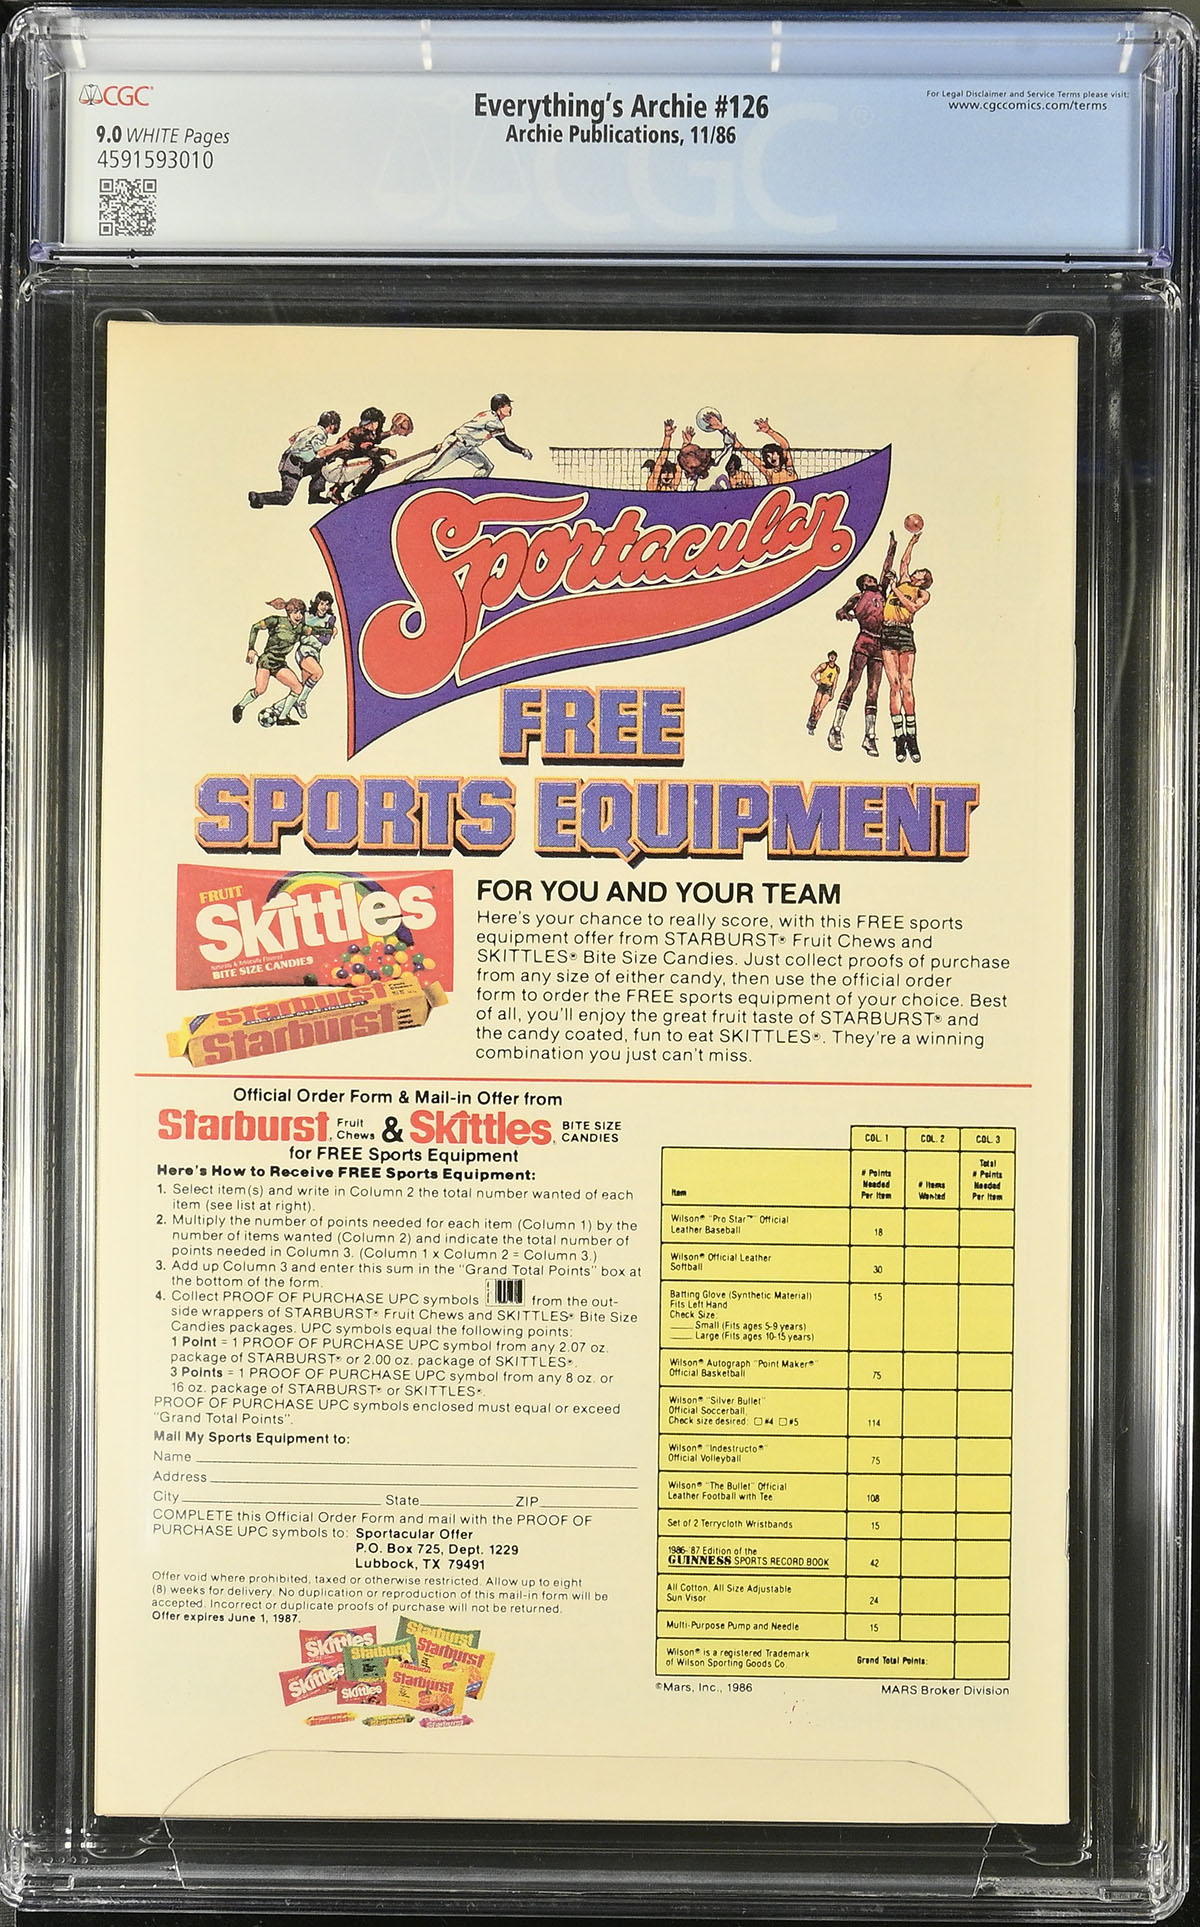 CGC
9.0 WHITE Pages
4591593010
Everything's Archie #126
Archie Publications, 11/86
For Legal Disclaimer and Service Terms please visit:
www.cgccomics.com/terms
Sportacular
FREE
SPORTS EQUIPMENT
FRUIT
Skittles
Naturally & Artificially Flavored
BITE SIZE CANDIES
Starburst
Starburst
FOR YOU AND YOUR TEAM
Here's your chance to really score, with this FREE sports
equipment offer from STARBURST® Fruit Chews and
SKITTLES® Bite Size Candies. Just collect proofs of purchase
from any size of either candy, then use the official order
form to order the FREE sports equipment of your choice. Best
of all, you'll enjoy the great fruit taste of STARBURST® and
the candy coated, fun to eat SKITTLES®. They're a winning
combination you just can't miss.
Official Order Form & Mail-in Offer from
Starburst® Fruit Chews & Skittles® BITE SIZE CANDIES
for FREE Sports Equipment
Here's How to Receive FREE Sports Equipment:
1. Select item(s) and write in Column 2 the total number wanted of each
item (see list at right).
2. Multiply the number of points needed for each item (Column 1) by the
number of items wanted (Column 2) and indicate the total number of
points needed in Column 3. (Column 1 x Column 2 = Column 3.)
3. Add up Column 3 and enter this sum in the "Grand Total Points" box at
the bottom of the form.
4. Collect PROOF OF PURCHASE UPC symbols from the out-
side wrappers of STARBURST® Fruit Chews and SKITTLES® Bite Size
Candies packages. UPC symbols equal the following points:
1 Point = 1 PROOF OF PURCHASE UPC symbol from any 2.07 oz.
package of STARBURST® or 2.00 oz. package of SKITTLES®.
3 Points = 1 PROOF OF PURCHASE UPC symbol from any 8 oz. or
16 oz. package of STARBURST® or SKITTLES®.
PROOF OF PURCHASE UPC symbols enclosed must equal or exceed
"Grand Total Points".
Mail My Sports Equipment to:
Name
Address
City State ZIP
COMPLETE this Official Order Form and mail with the PROOF OF
PURCHASE UPC symbols to: Sportacular Offer
P.O. Box 725, Dept. 1229
Lubbock, TX 79491
Offer void where prohibited, taxed or otherwise restricted. Allow up to eight
(8) weeks for delivery. No duplication or reproduction of this mail-in form will be
accepted. Incorrect or duplicate proofs of purchase will not be returned.
Offer expires June 1, 1987.
Skittles
Starburst
Starburst
Starburst
Skittles
Skittles
Starburst
COL. 1 COL. 2 COL. 3
Item # Points Needed Per Item # Items Wanted Total # Points Needed Per Item
Wilson® "Pro Star™ Official
Leather Baseball 18
Wilson® Official Leather
Softball 30
Batting Glove (Synthetic Material) 15
Fits Left Hand
Check Size:
Small (Fits ages 5-9 years)
Large (Fits ages 10-15 years)
Wilson® Autograph "Point Maker®"
Official Basketball 75
Wilson® "Silver Bullet"
Official Soccerball,
Check size desired: □ #4 □ #5 114
Wilson® "Indestructo®"
Official Volleyball 75
Wilson® "The Bullet" Official
Leather Football with Tee 108
Set of 2 Terrycloth Wristbands 15
1986-'87 Edition of the
GUINNESS SPORTS RECORD BOOK 42
All Cotton, All Size Adjustable
Sun Visor 24
Multi-Purpose Pump and Needle 15
Wilson® is a registered Trademark
of Wilson Sporting Goods Co. Grand Total Points:
©Mars, Inc., 1986 MARS Broker Division